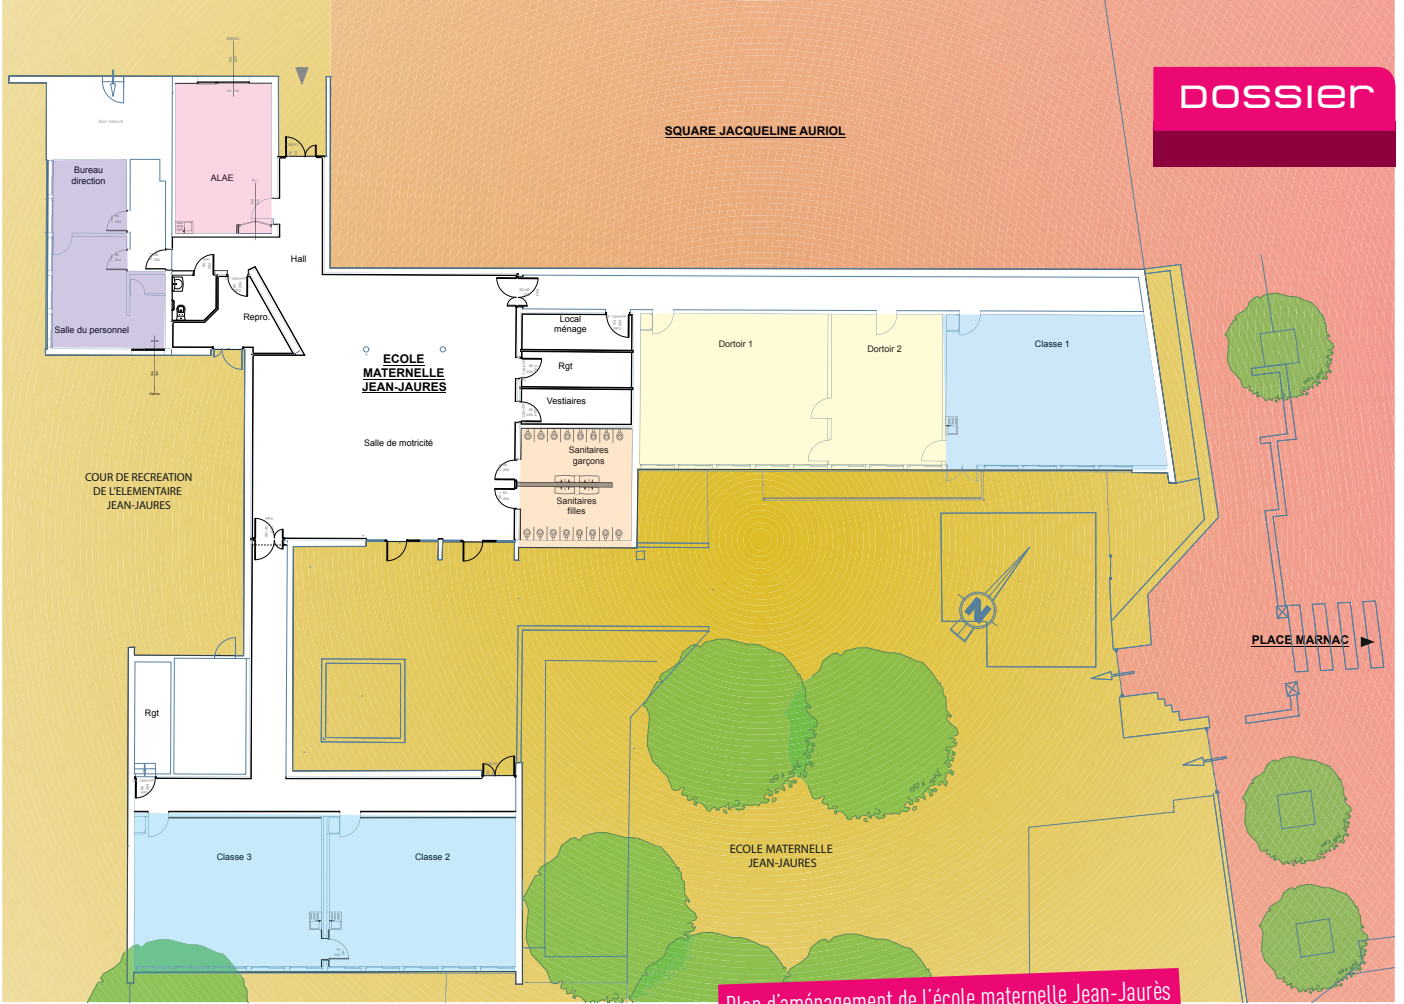 DOSSIER
SQUARE JACQUELINE AURIOL
Bureau
direction
ALAE
Hall
Salle du personnel
Repro.
Local
ménage
Rgt
Vestiaires
Dortoir 1
Dortoir 2
Classe 1
ECOLE
MATERNELLE
JEAN-JAURES
Salle de motricité
Sanitaires
garçons
Sanitaires
filles
COUR DE RECREATION
DE L'ELEMENTAIRE
JEAN-JAURES
N
PLACE MARNAC
Rgt
Classe 3
Classe 2
ECOLE MATERNELLE
JEAN-JAURES
Plan d'aménagement de l'école maternelle Jean-Jaurès